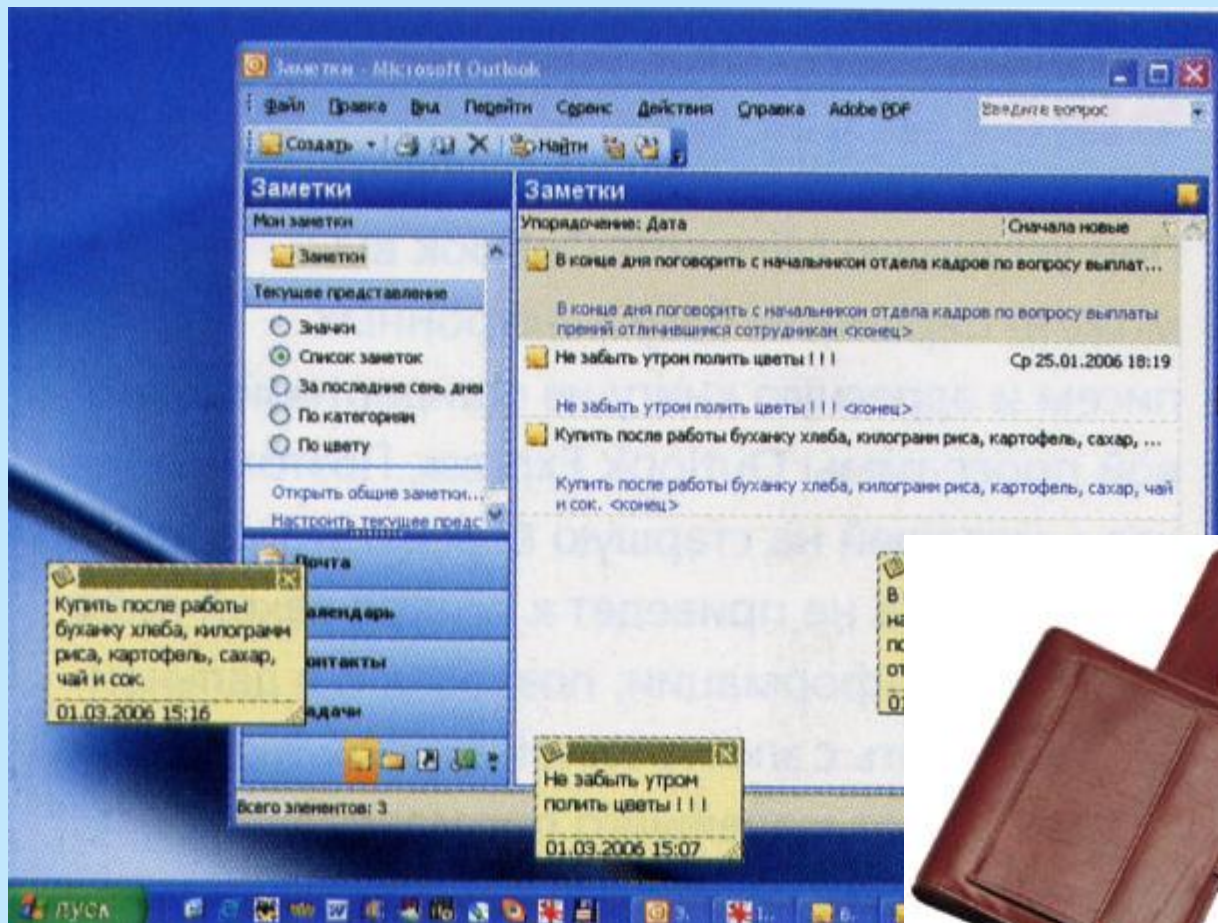 Заметки - Microsoft Outlook
Файл Правка Вид Перейти Сервис Действия Справка Adobe PDF Введите вопрос
Создать Найти
Заметки
Мои заметки
Заметки
Текущее представление
Значки
Список заметок
За последние семь дней
По категориям
По цвету
Открыть общие заметки...
Настроить текущее предс
Почта
алендарь
онтакты
адачи
Всего элементов: 3
Заметки
Упорядочение: Дата Сначала новые
В конце дня поговорить с начальником отдела кадров по вопросу выплат...
В конце дня поговорить с начальником отдела кадров по вопросу выплаты
премий отличившимся сотрудникам <конец>
Не забыть утром полить цветы ! ! ! Ср 25.01.2006 18:19
Не забыть утром полить цветы ! ! ! <конец>
Купить после работы буханку хлеба, килограмм риса, картофель, сахар, ...
Купить после работы буханку хлеба, килограмм риса, картофель, сахар, чай
и сок. <конец>
Купить после работы
буханку хлеба, килограмм
риса, картофель, сахар,
чай и сок.
01.03.2006 15:16
Не забыть утром
полить цветы ! ! !
01.03.2006 15:07
В
на
по
от
пуск